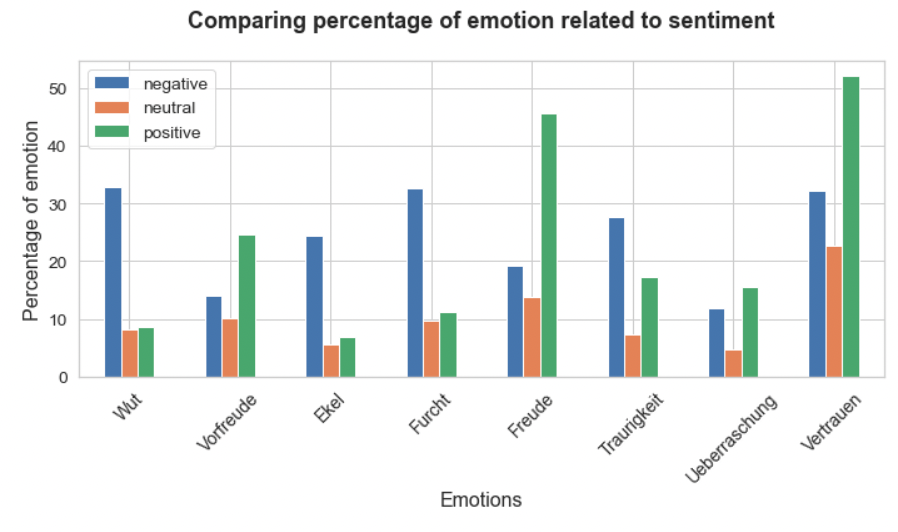 Comparing percentage of emotion related to sentiment
negative
neutral
positive
Percentage of emotion
50
40
30
20
10
0
Wut
Vorfreude
Ekel
Furcht
Freude
Traurigkeit
Ueberraschung
Vertrauen
Emotions